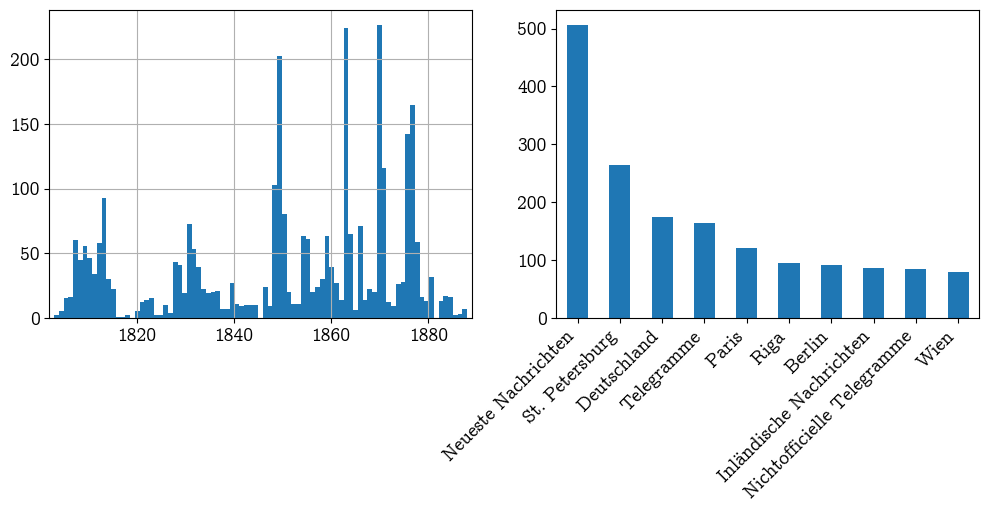 200
150
100
50
0
1820
1840
1860
1880
500
400
300
200
100
0
Neueste Nachrichten
St. Petersburg
Deutschland
Telegramme
Paris
Riga
Berlin
Inländische Nachrichten
Nichtofficielle Telegramme
Wien